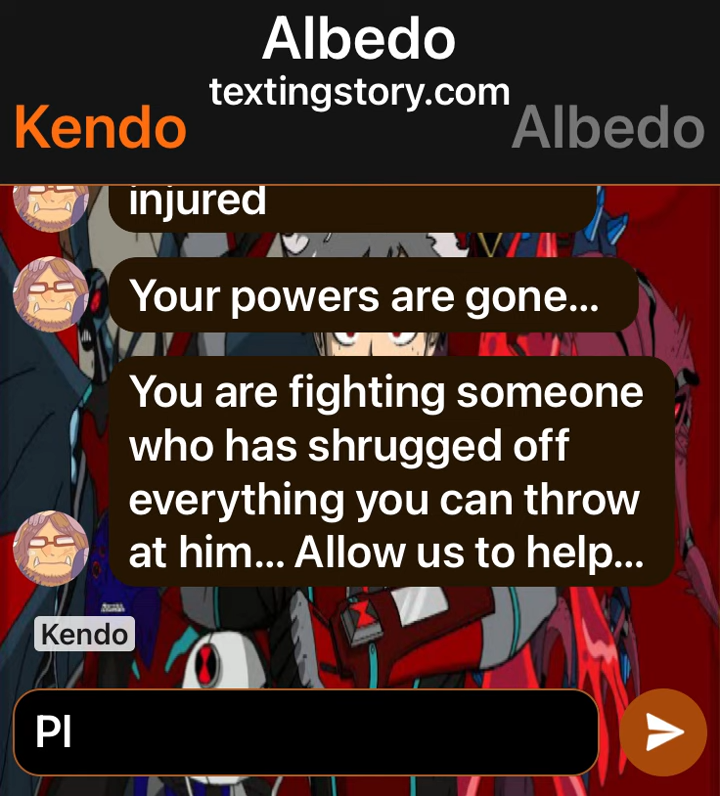 Albedo
textingstory.com
Kendo
Albedo
injured
Your powers are gone...
You are fighting someone
who has shrugged off
everything you can throw
at him... Allow us to help...
Kendo
Pl